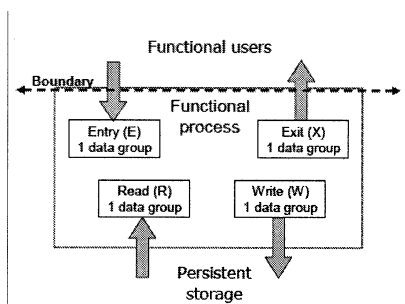 Functional users
Boundary
Functional
process
Entry (E)
1 data group
Exit (X)
1 data group
Read (R)
1 data group
Write (W)
1 data group
Persistent
storage